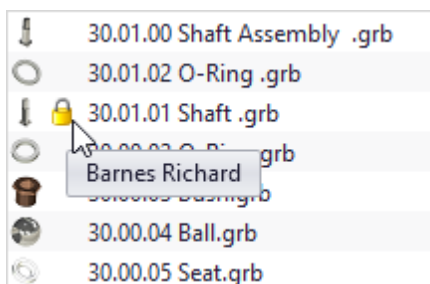 30.01.00 Shaft Assembly .grb
30.01.02 O-Ring .grb
30.01.01 Shaft .grb
grb
Barnes Richard
30.00.04 Ball.grb
30.00.05 Seat.grb